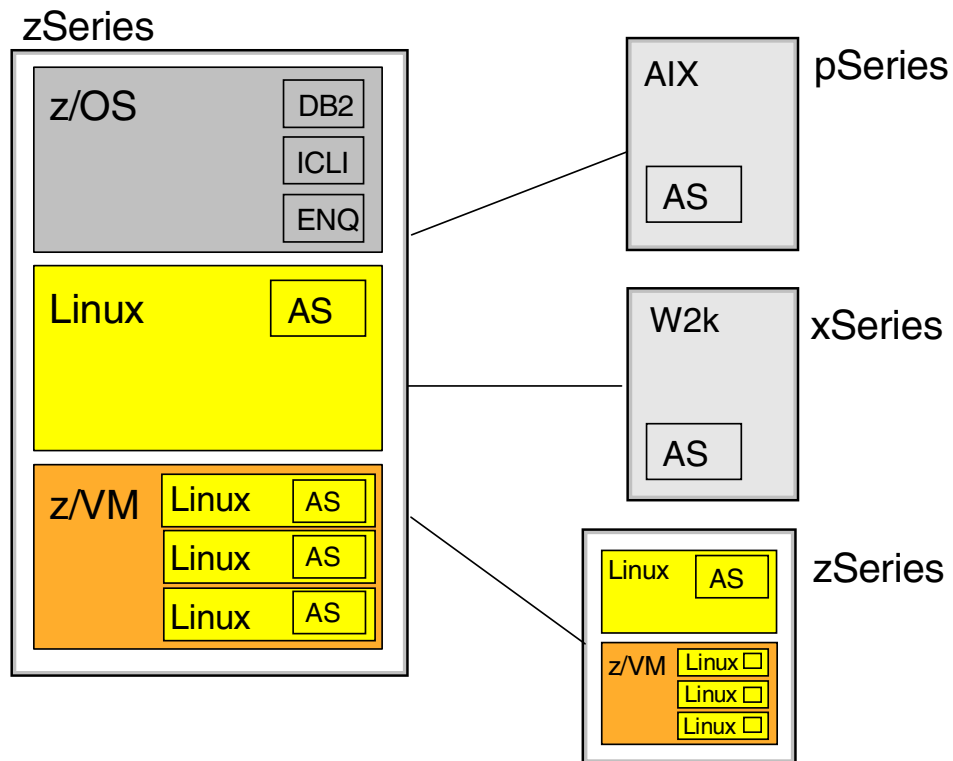 zSeries
z/OS
DB2
ICLI
ENQ
Linux
AS
z/VM
Linux AS
Linux AS
Linux AS
AIX
AS
pSeries
W2k
AS
xSeries
Linux
AS
zSeries
z/VM
Linux
Linux
Linux